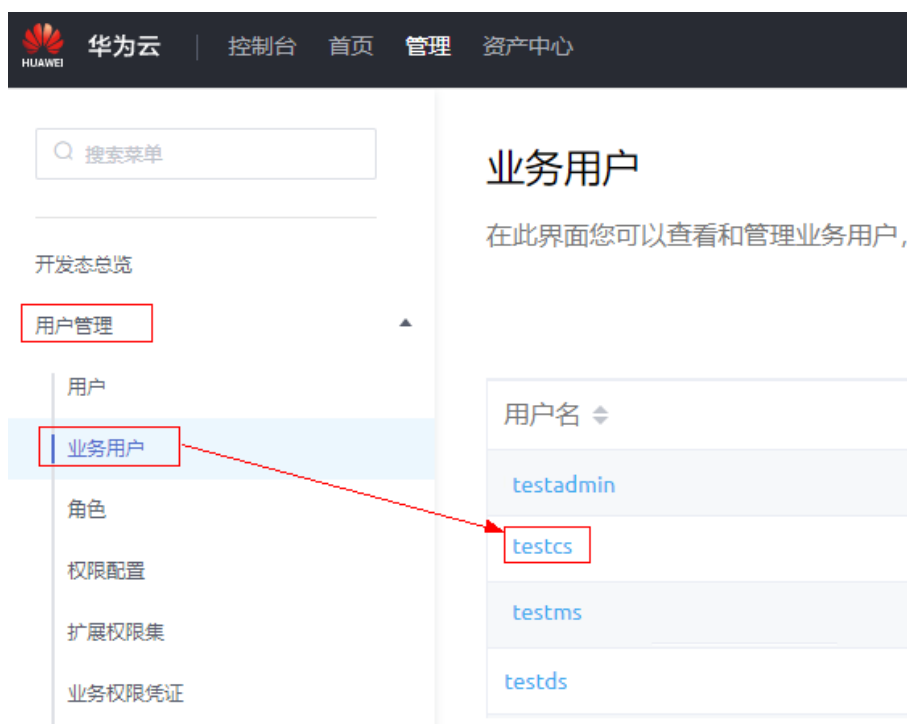 HUAWEI 华为云 控制台 首页 管理 资产中心
搜索菜单
开发态总览
用户管理
用户
业务用户
角色
权限配置
扩展权限集
业务权限凭证
业务用户
在此界面您可以查看和管理业务用户，
用户名
testadmin
testcs
testms
testds